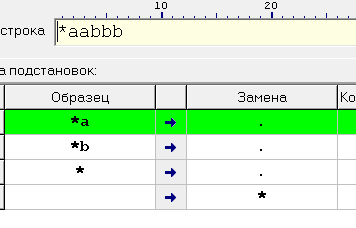 10 20
строка *aabbb
а подстановок:
Образец Замена Ко
*a → .
*b → .
* → .
→ *